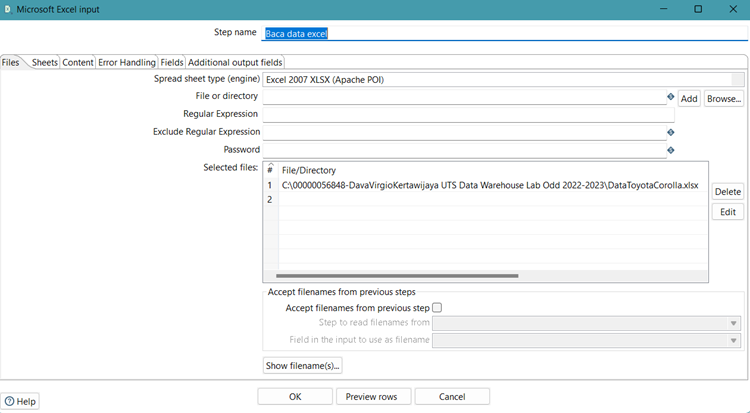 Microsoft Excel input
Step name Baca data excel
Files Sheets Content Error Handling Fields Additional output fields
Spread sheet type (engine) Excel 2007 XLSX (Apache POI)
File or directory Add Browse...
Regular Expression
Exclude Regular Expression
Password
Selected files: # File/Directory
1 C:\00000056848-DavaVirgioKertawijaya UTS Data Warehouse Lab Odd 2022-2023\DataToyotaCorolla.xlsx
Delete
2
Edit
Accept filenames from previous steps
Accept filenames from previous step
Step to read filenames from
Field in the input to use as filename
Show filename(s)...
Help OK Preview rows Cancel